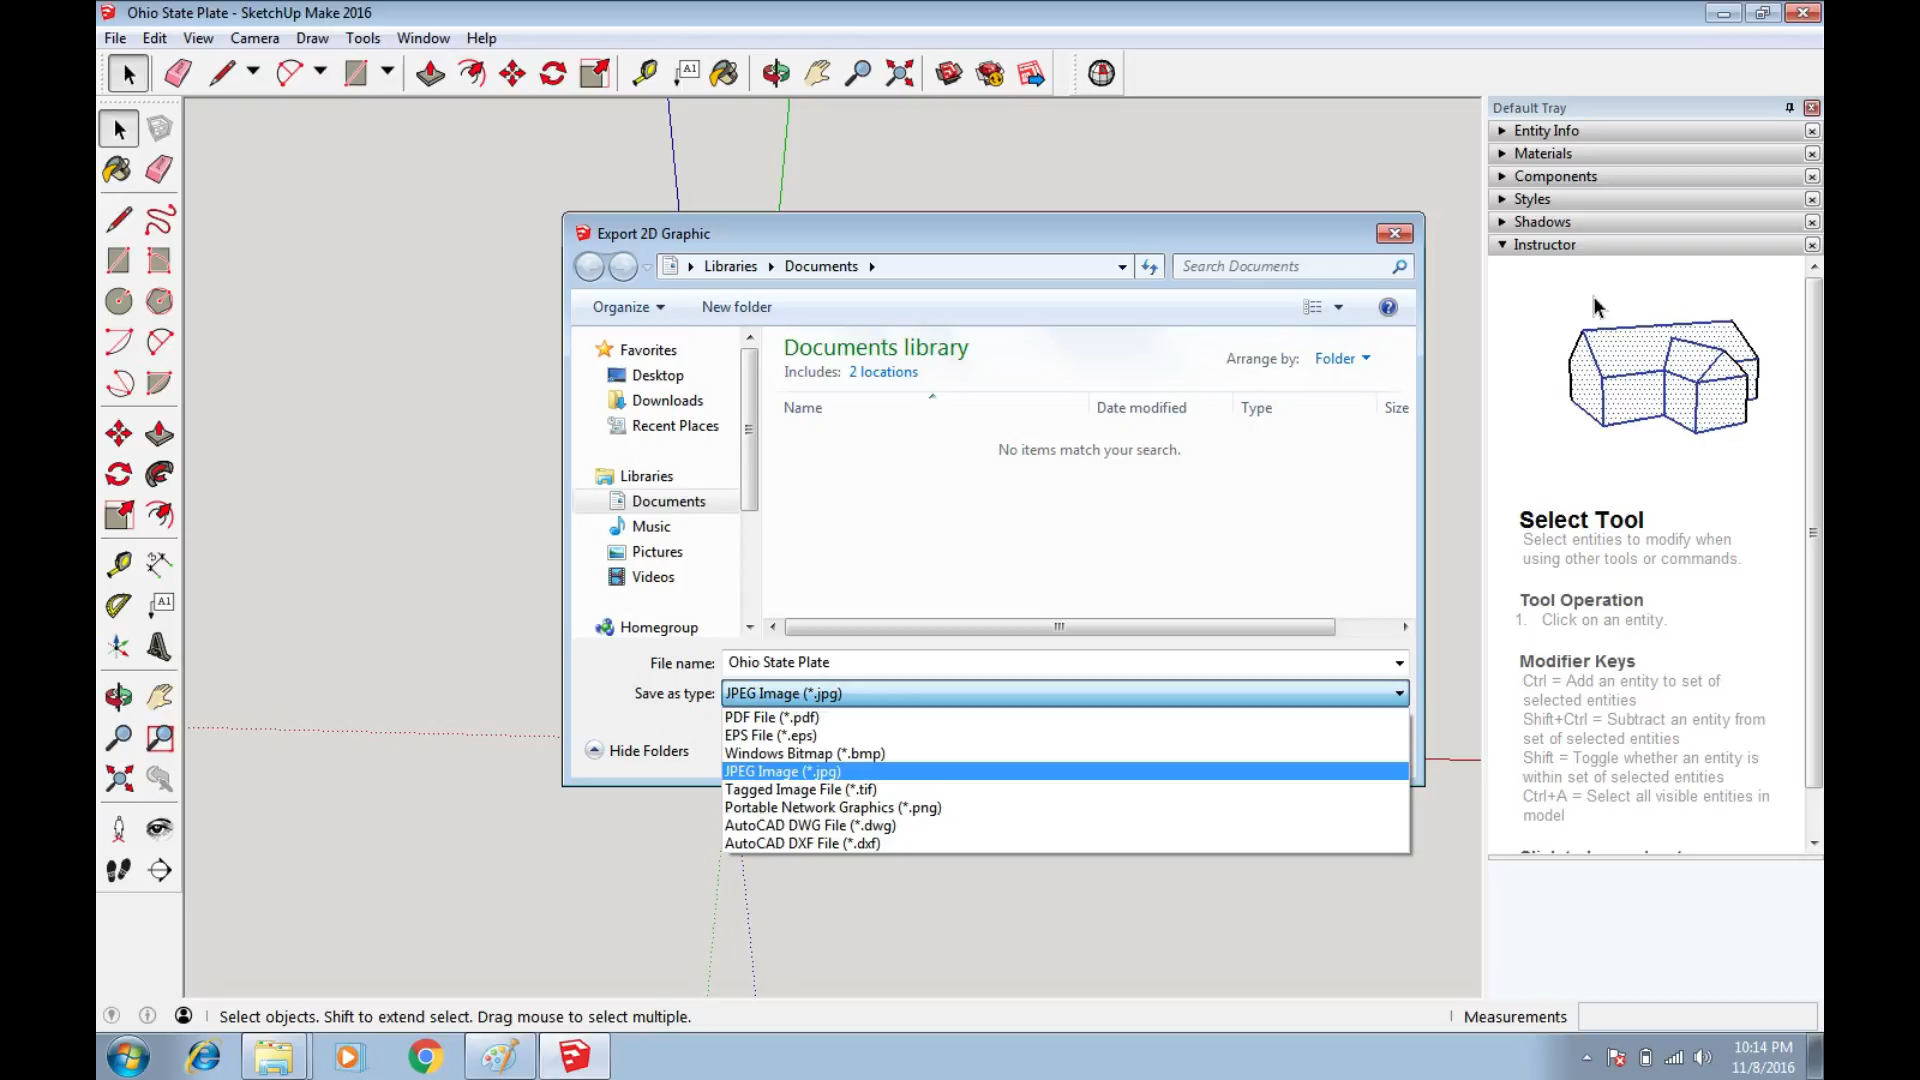 Ohio State Plate - SketchUp Make 2016
File Edit View Camera Draw Tools Window Help
A1
Default Tray
Entity Info
Materials
Components
Styles
Shadows
Instructor
Export 2D Graphic
Libraries Documents
Search Documents
Organize New folder
Favorites
Desktop
Downloads
Recent Places
Libraries
Documents
Music
Pictures
Videos
Homegroup
Documents library
Includes: 2 locations
Arrange by: Folder
Name Date modified Type Size
No items match your search.
File name: Ohio State Plate
Save as type: JPEG Image (*.jpg)
PDF File (*.pdf)
EPS File (*.eps)
Windows Bitmap (*.bmp)
JPEG Image (*.jpg)
Tagged Image File (*.tif)
Portable Network Graphics (*.png)
AutoCAD DWG File (*.dwg)
AutoCAD DXF File (*.dxf)
Hide Folders
A1
Select Tool
Select entities to modify when
using other tools or commands.
Tool Operation
1. Click on an entity.
Modifier Keys
Ctrl = Add an entity to set of
selected entities
Shift+Ctrl = Subtract an entity from
set of selected entities
Shift = Toggle whether an entity is
within set of selected entities
Ctrl+A = Select all visible entities in
model
Select objects. Shift to extend select. Drag mouse to select multiple.
Measurements
10:14 PM
11/8/2016